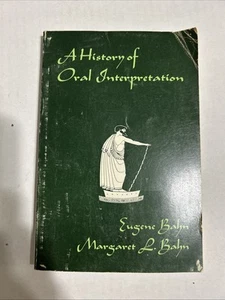 A History of
Oral Interpretation
Eugene Bahn
Margaret L. Bahn